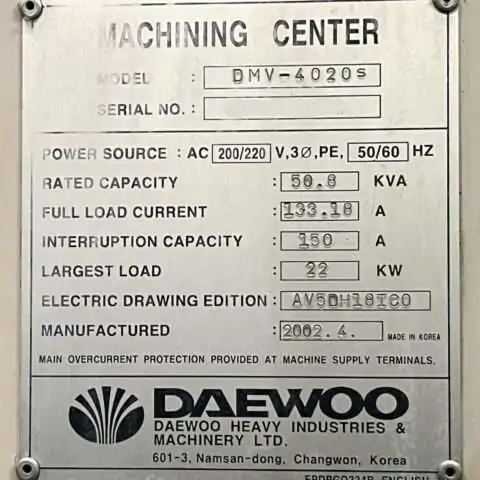 MACHINING CENTER
MODEL : DMV-4020s
SERIAL NO. :
POWER SOURCE : AC 200/220 V,3Ø,PE, 50/60 HZ
RATED CAPACITY : 50.8 KVA
FULL LOAD CURRENT : 133.18 A
INTERRUPTION CAPACITY : 150 A
LARGEST LOAD : 22 KW
ELECTRIC DRAWING EDITION :
MANUFACTURED : 2002.4. MADE IN KOREA
MAIN OVERCURRENT PROTECTION PROVIDED AT MACHINE SUPPLY TERMINALS.
DAEWOO
DAEWOO HEAVY INDUSTRIES &
MACHINERY LTD.
601-3, Namsan-dong, Changwon, Korea
ENGLISH